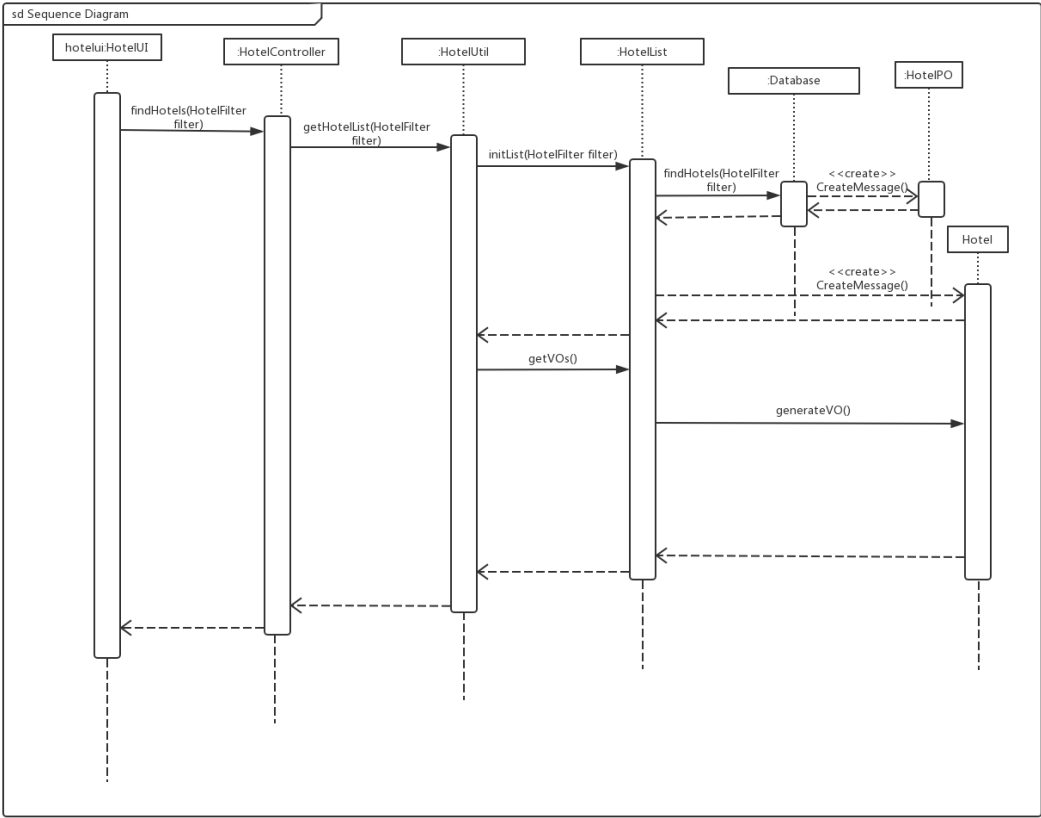 sd Sequence Diagram
hotelui:HotelUI
:HotelController
:HotelUtil
:HotelList
:Database
:HotelPO
findHotels(HotelFilter
filter)
getHotelList(HotelFilter
filter)
initList(HotelFilter filter)
findHotels(HotelFilter
filter)
<<create>>
CreateMessage()
Hotel
<<create>>
CreateMessage()
getVOs()
generateVO()